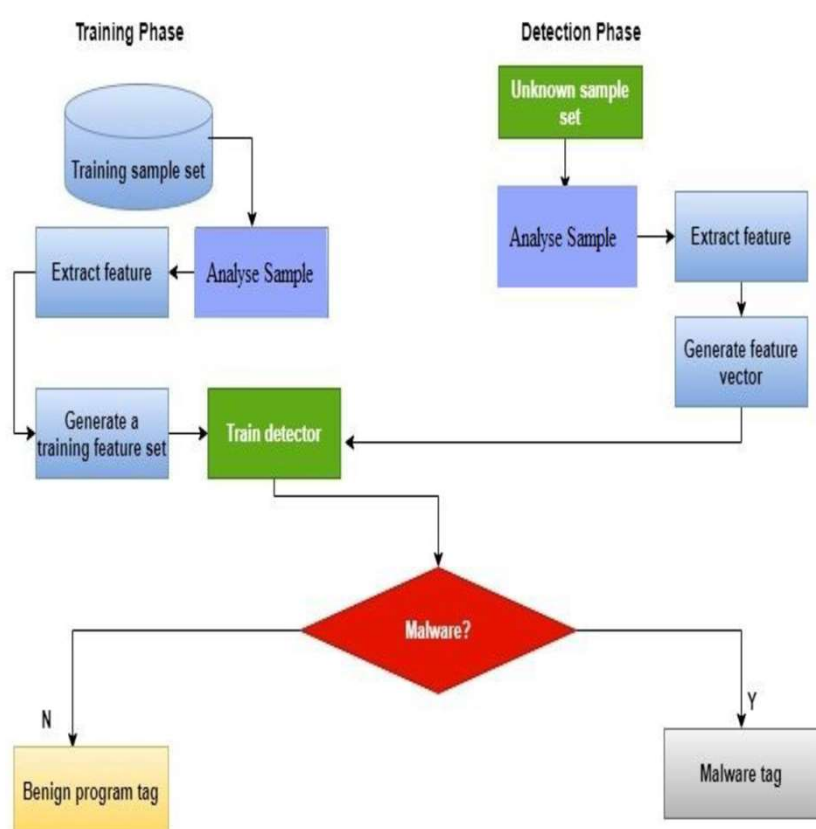 Training Phase
Detection Phase
Training sample set
Extract feature
Analyse Sample
Generate a
training feature set
Train detector
Unknown sample
set
Analyse Sample
Extract feature
Generate feature
vector
Malware?
N
Y
Benign program tag
Malware tag